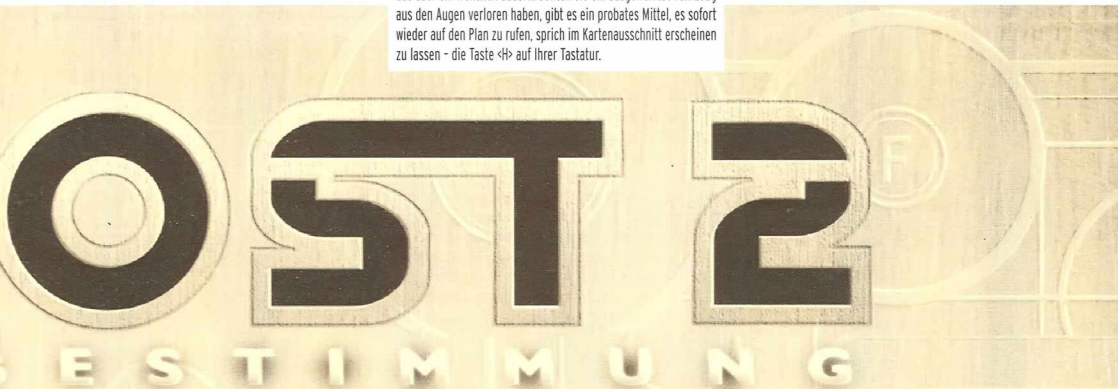 aus den Augen verloren haben, gibt es ein probates Mittel, es sofort
wieder auf den Plan zu rufen, sprich im Kartenausschnitt erscheinen
zu lassen – die Taste <H> auf Ihrer Tastatur.
F
OST 2
BESTIMMUNG